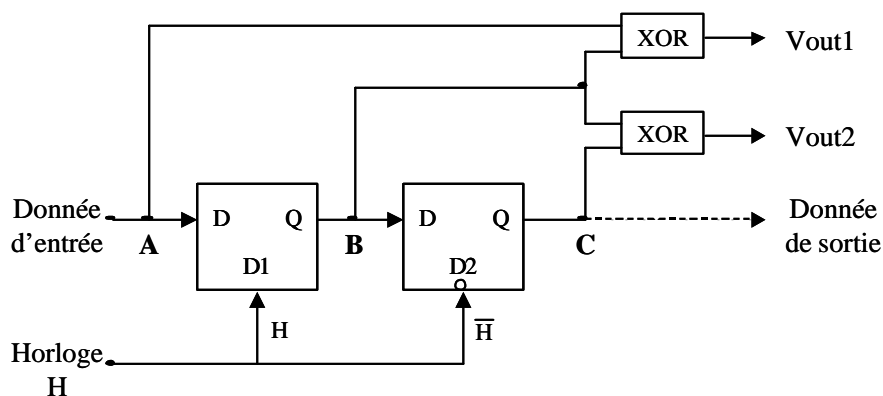 XOR
Vout1
XOR
Vout2
Donnée
d'entrée
A
D
Q
D1
B
D
Q
D2
C
Donnée
de sortie
H
H̅
Horloge
H